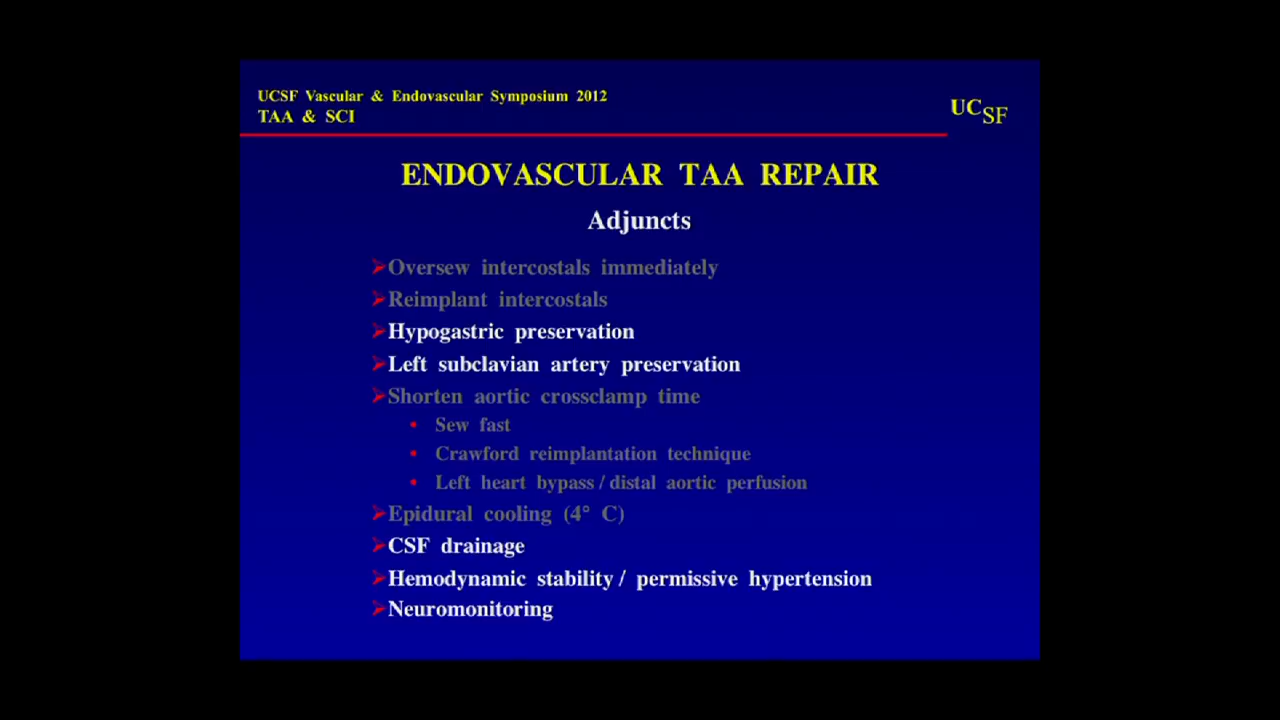 UCSF Vascular & Endovascular Symposium 2012
TAA & SCI
UCSF
ENDOVASCULAR TAA REPAIR
Adjuncts
Oversew intercostals immediately
Reimplant intercostals
Hypogastric preservation
Left subclavian artery preservation
Shorten aortic crossclamp time
Sew fast
Crawford reimplantation technique
Left heart bypass / distal aortic perfusion
Epidural cooling (4° C)
CSF drainage
Hemodynamic stability / permissive hypertension
Neuromonitoring